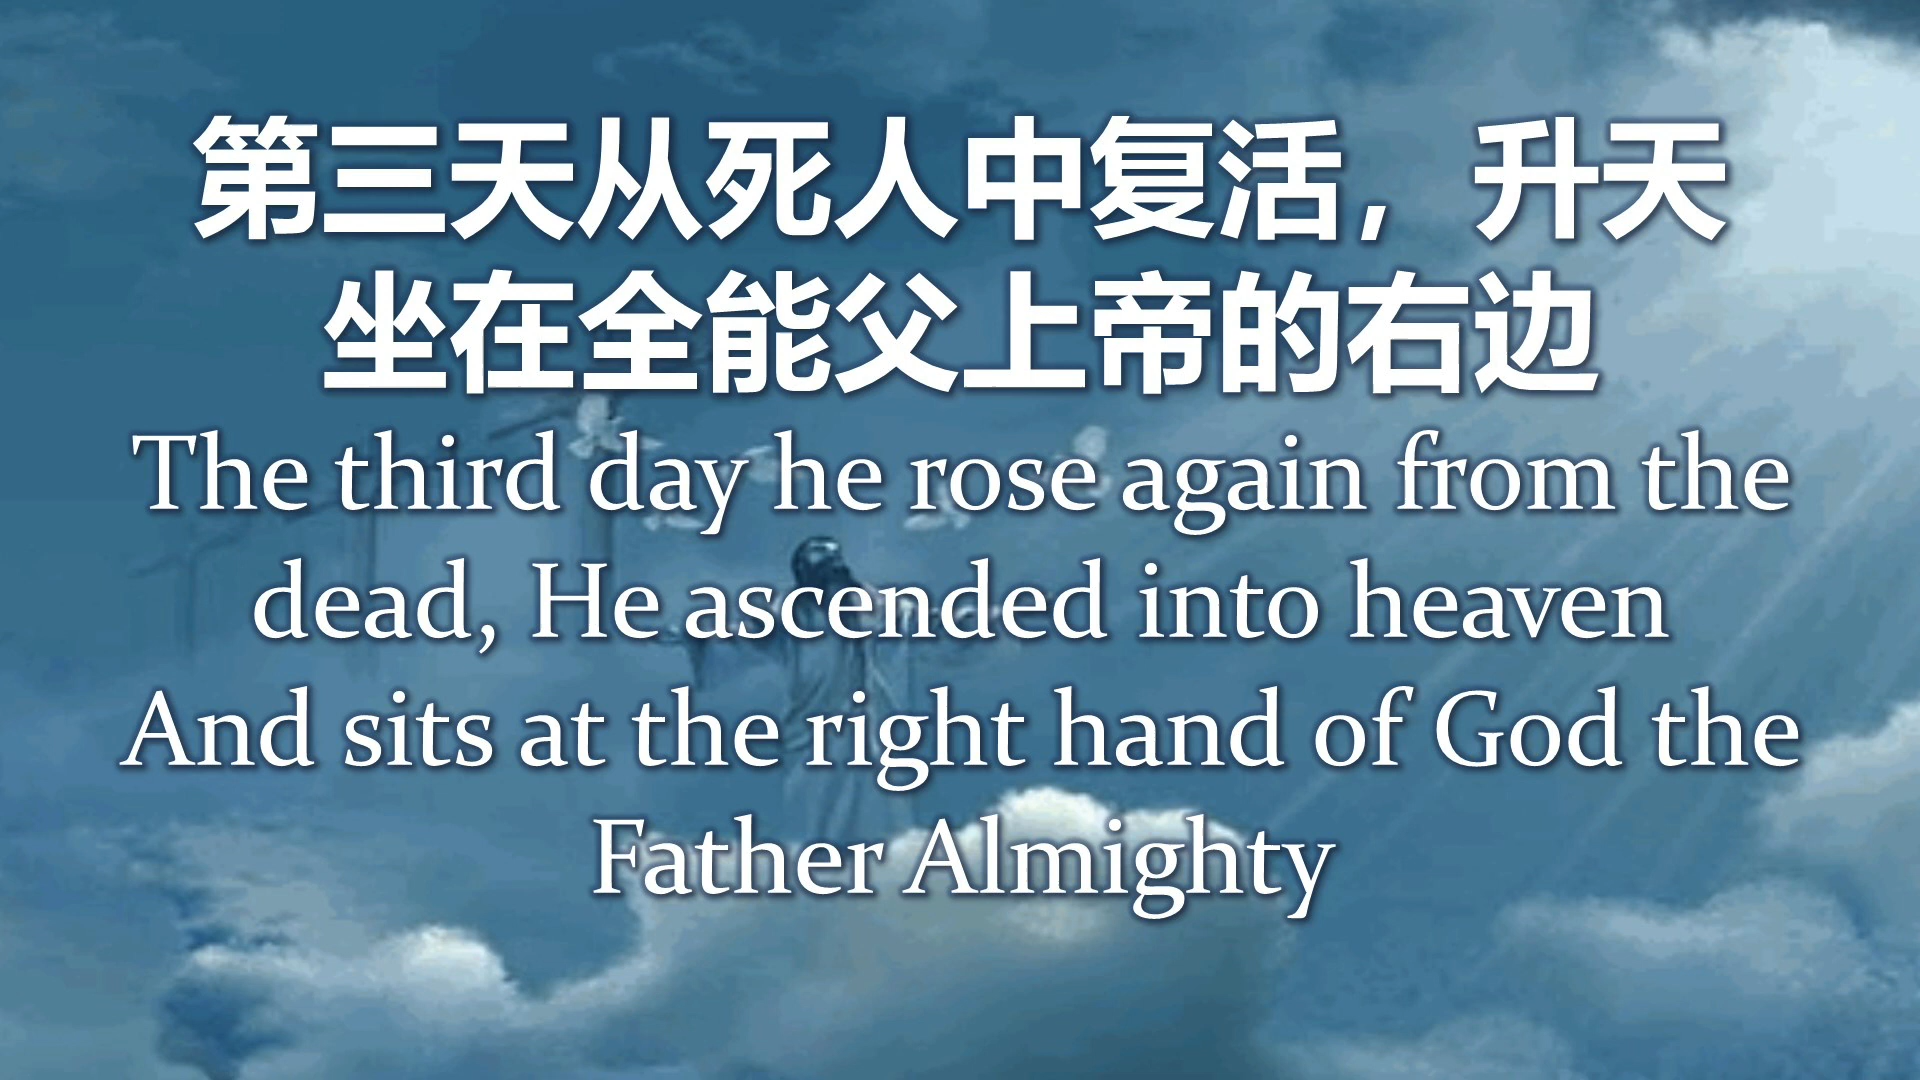 第三天从死人中复活，升天
坐在全能父上帝的右边
The third day he rose again from the
dead, He ascended into heaven
And sits at the right hand of God the
Father Almighty